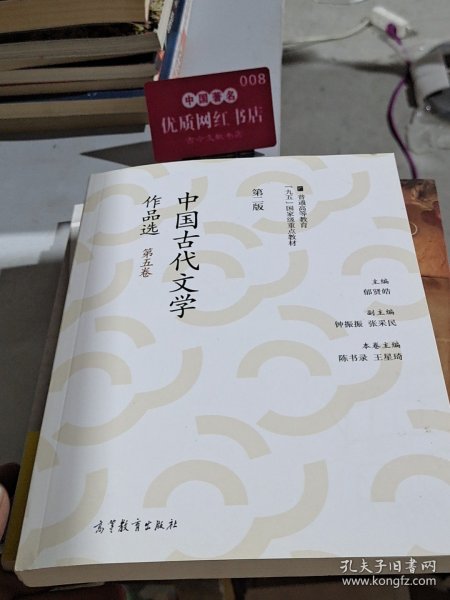 008
中国著名
优质网红书店
普通高等教育
「九五」国家级重点教材
第二版
中国古代文学
作品选 第五卷
主编
郁贤皓
副主编
钟振振 张采民
本卷主编
陈书录 王星琦
高等教育出版社
孔夫子旧书网
www.kongfz.com